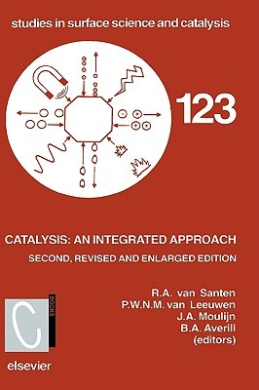 studies in surface science and catalysis
123
CATALYSIS: AN INTEGRATED APPROACH
SECOND, REVISED AND ENLARGED EDITION
R.A. van Santen
P.W.N.M. van Leeuwen
J.A. Moulijn
B.A. Averill
(editors)
BOOKS
elsevier